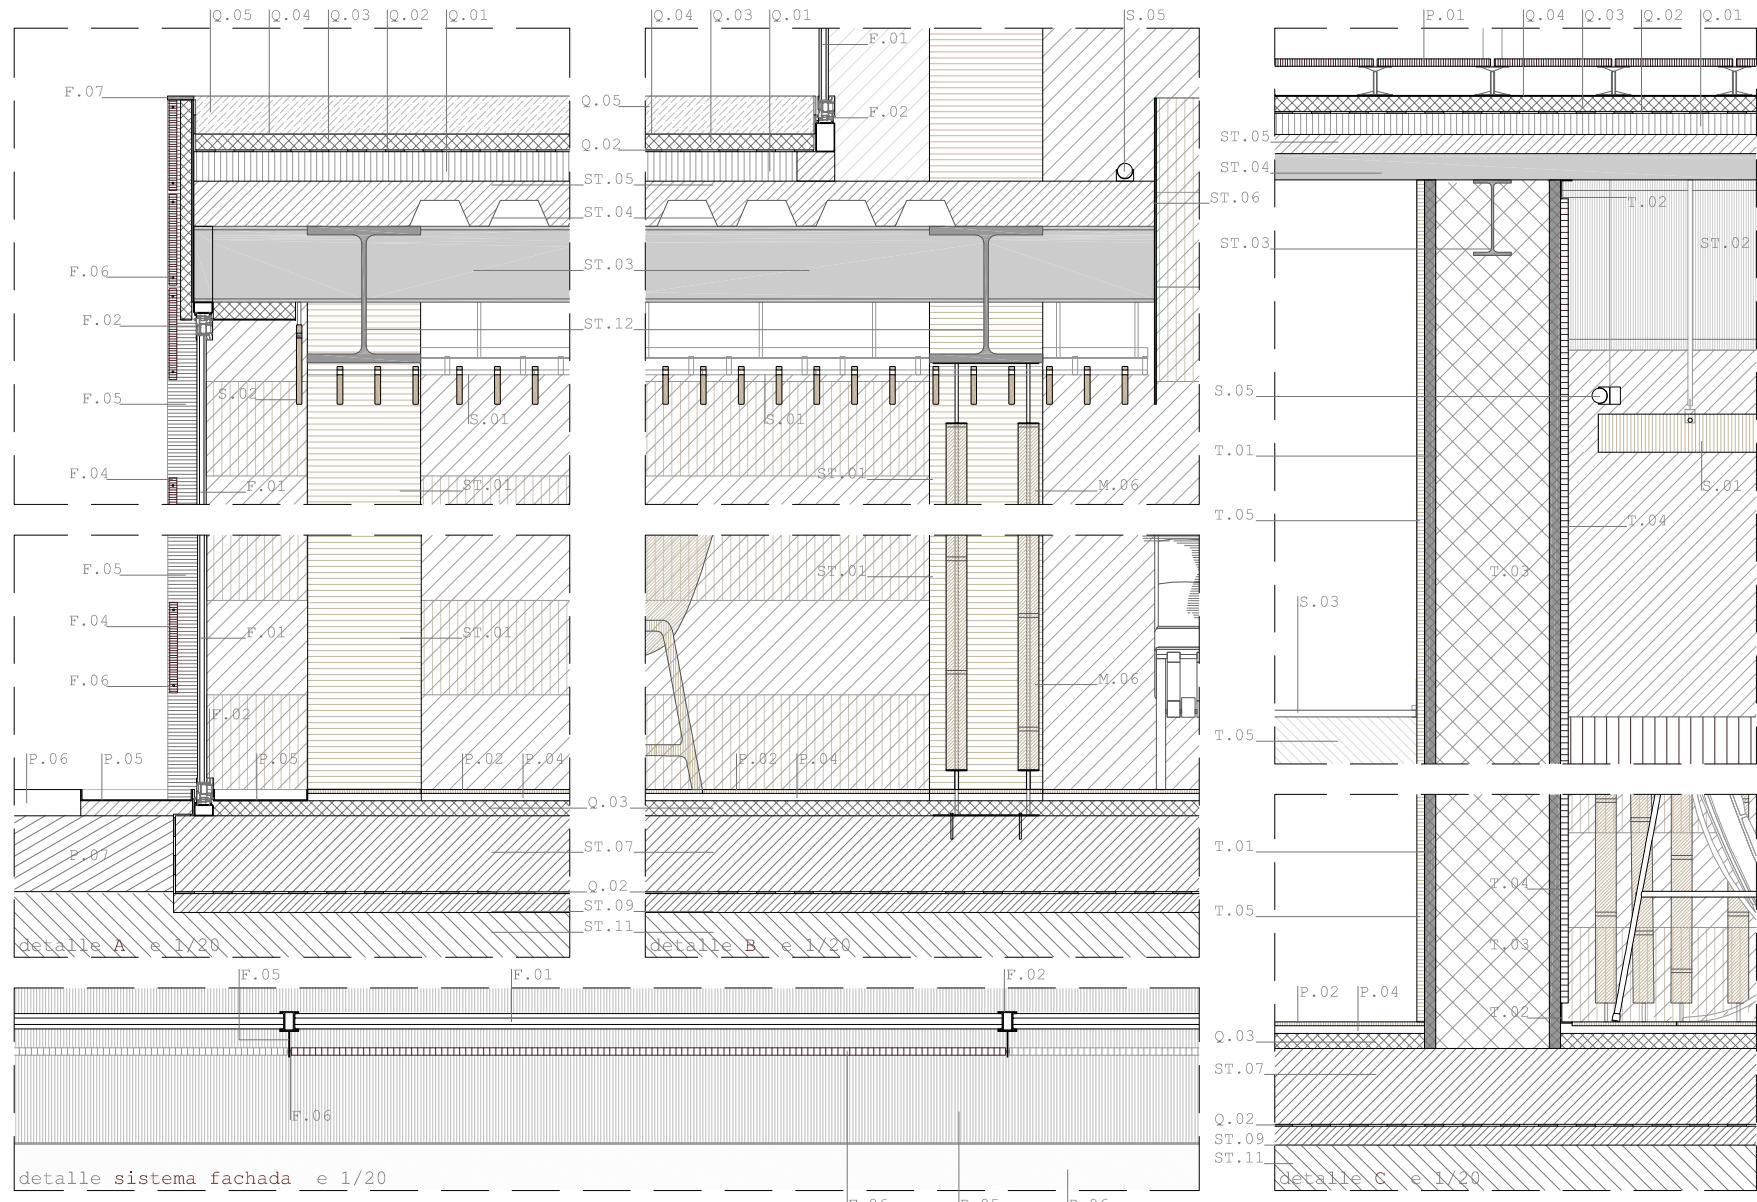 Q.05 Q.04 Q.03 Q.02 Q.01
F.07
F.06
F.02
F.05
S.02
S.01
F.04
F.01
ST.01
Q.04 Q.03 Q.01 S.05
F.01
Q.05
F.02
Q.02
ST.05
ST.04
ST.06
ST.03
ST.12
S.01
ST.01
M.06
F.05
F.04
F.01
ST.01
F.06
F.02
P.06 P.05 P.05 P.02 P.04
P.07
ST.01
M.06
P.02 P.04
Q.03
ST.07
Q.02
ST.09
ST.11
detalle A e 1/20
detalle B e 1/20
F.05 F.01 F.02
F.06
detalle sistema fachada e 1/20
P.01 Q.04 Q.03 Q.02 Q.01
ST.05
ST.04
T.02
ST.03
ST.02
S.05
T.01
S.01
T.05
T.04
T.03
S.03
T.05
T.01
T.04
T.05
T.03
P.02 P.04
T.02
Q.03
ST.07
Q.02
ST.09
ST.11
detalle C e 1/20